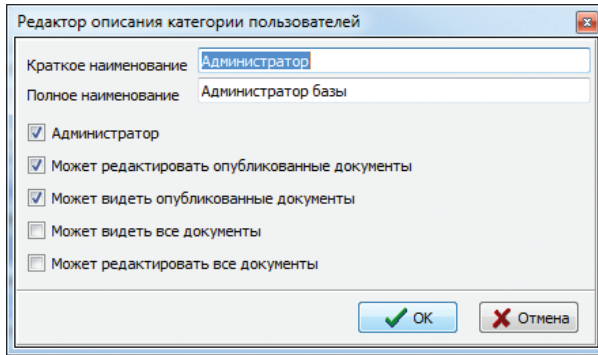 Редактор описания категории пользователей
Краткое наименование Администратор
Полное наименование Администратор базы
Администратор
Может редактировать опубликованные документы
Может видеть опубликованные документы
Может видеть все документы
Может редактировать все документы
OK Отмена